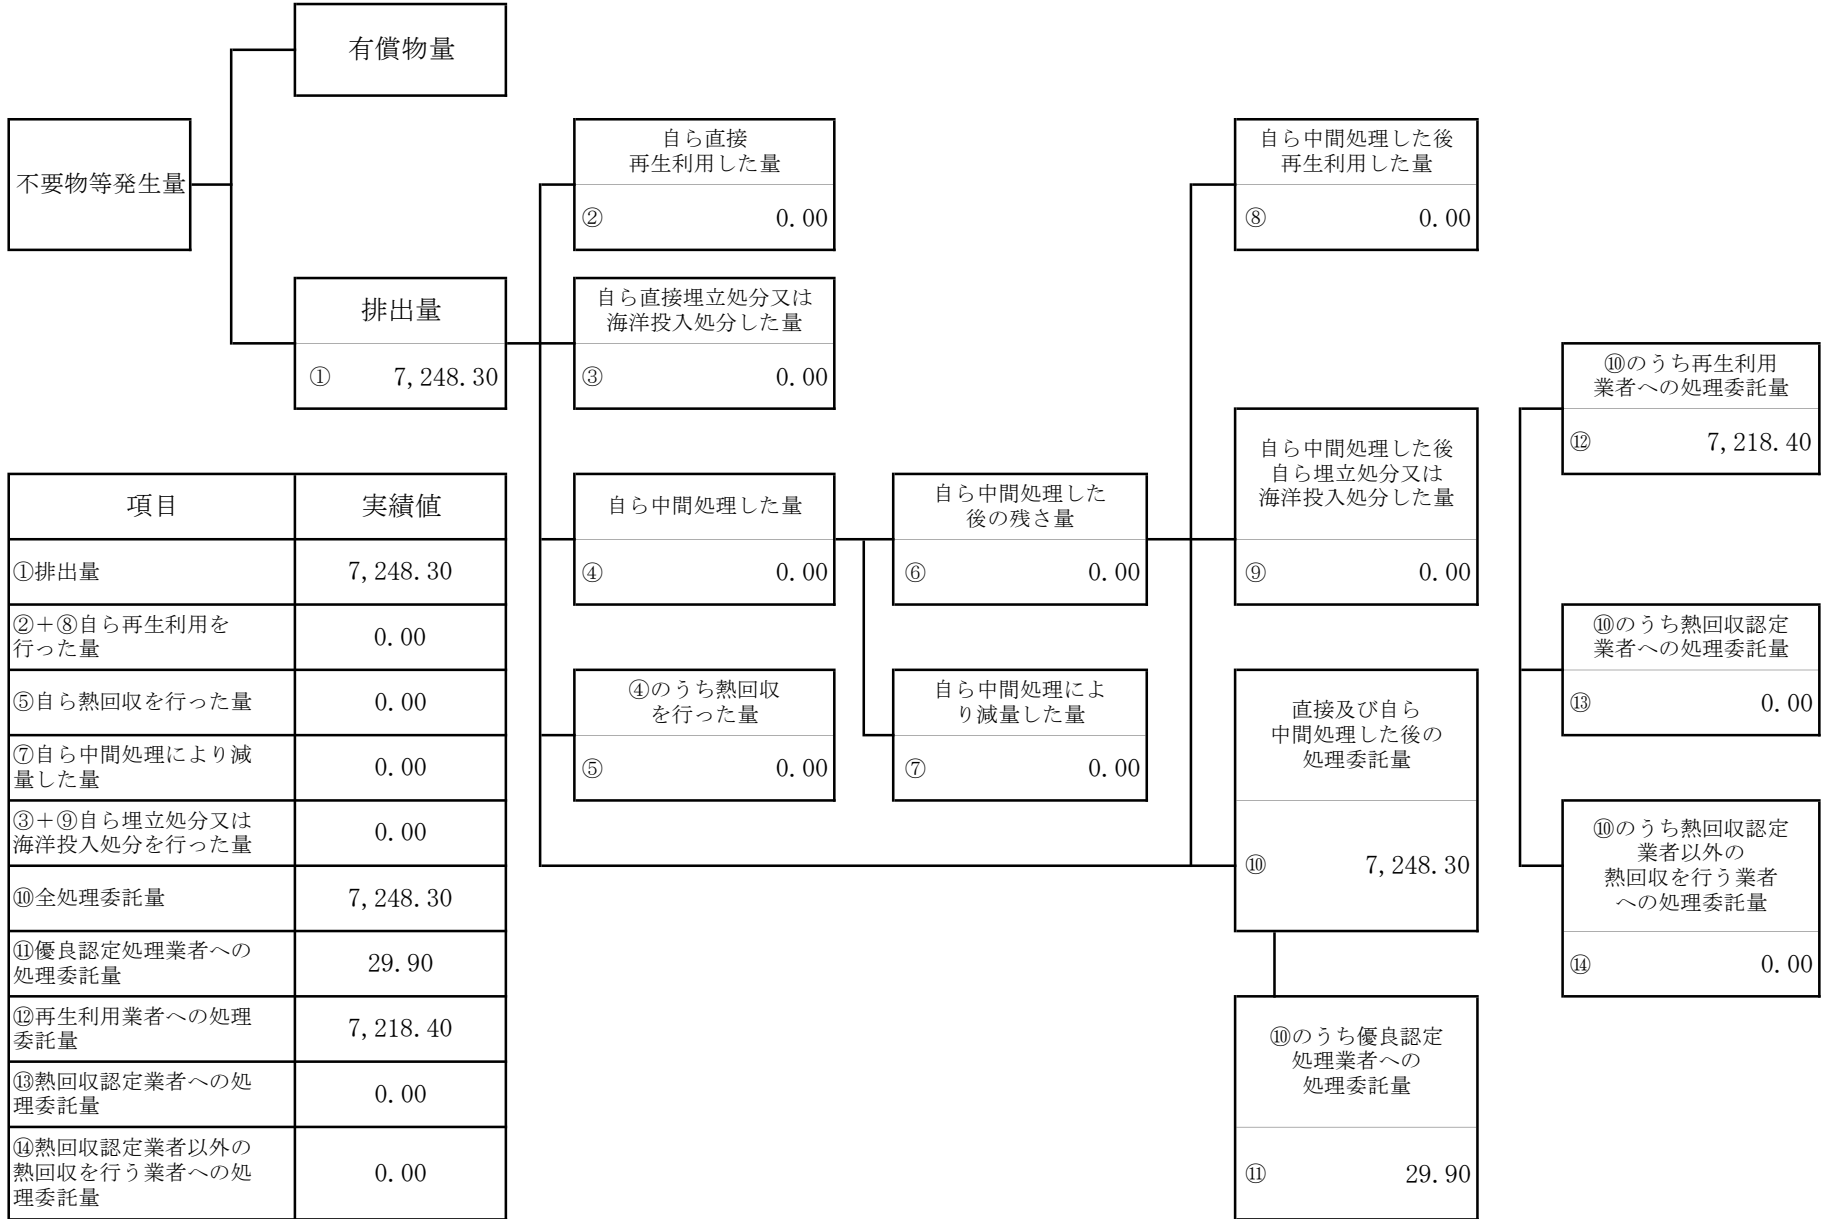 有償物量
不要物等発生量
排出量
① 7,248.30
自ら直接
再生利用した量
② 0.00
自ら直接埋立処分又は
海洋投入処分した量
③ 0.00
自ら中間処理した量
④ 0.00
④のうち熱回収
を行った量
⑤ 0.00
自ら中間処理した
後の残さ量
⑥ 0.00
自ら中間処理によ
り減量した量
⑦ 0.00
自ら中間処理した後
再生利用した量
⑧ 0.00
自ら中間処理した後
自ら埋立処分又は
海洋投入処分した量
⑨ 0.00
直接及び自ら
中間処理した後の
処理委託量
⑩ 7,248.30
⑩のうち優良認定
処理業者への
処理委託量
⑪ 29.90
⑩のうち再生利用
業者への処理委託量
⑫ 7,218.40
⑩のうち熱回収認定
業者への処理委託量
⑬ 0.00
⑩のうち熱回収認定
業者以外の
熱回収を行う業者
への処理委託量
⑭ 0.00
項目 実績値
①排出量 7,248.30
②+⑧自ら再生利用を
行った量 0.00
⑤自ら熱回収を行った量 0.00
⑦自ら中間処理により減
量した量 0.00
③+⑨自ら埋立処分又は
海洋投入処分を行った量 0.00
⑩全処理委託量 7,248.30
⑪優良認定処理業者への
処理委託量 29.90
⑫再生利用業者への処理
委託量 7,218.40
⑬熱回収認定業者への処
理委託量 0.00
⑭熱回収認定業者以外の
熱回収を行う業者への処
理委託量 0.00